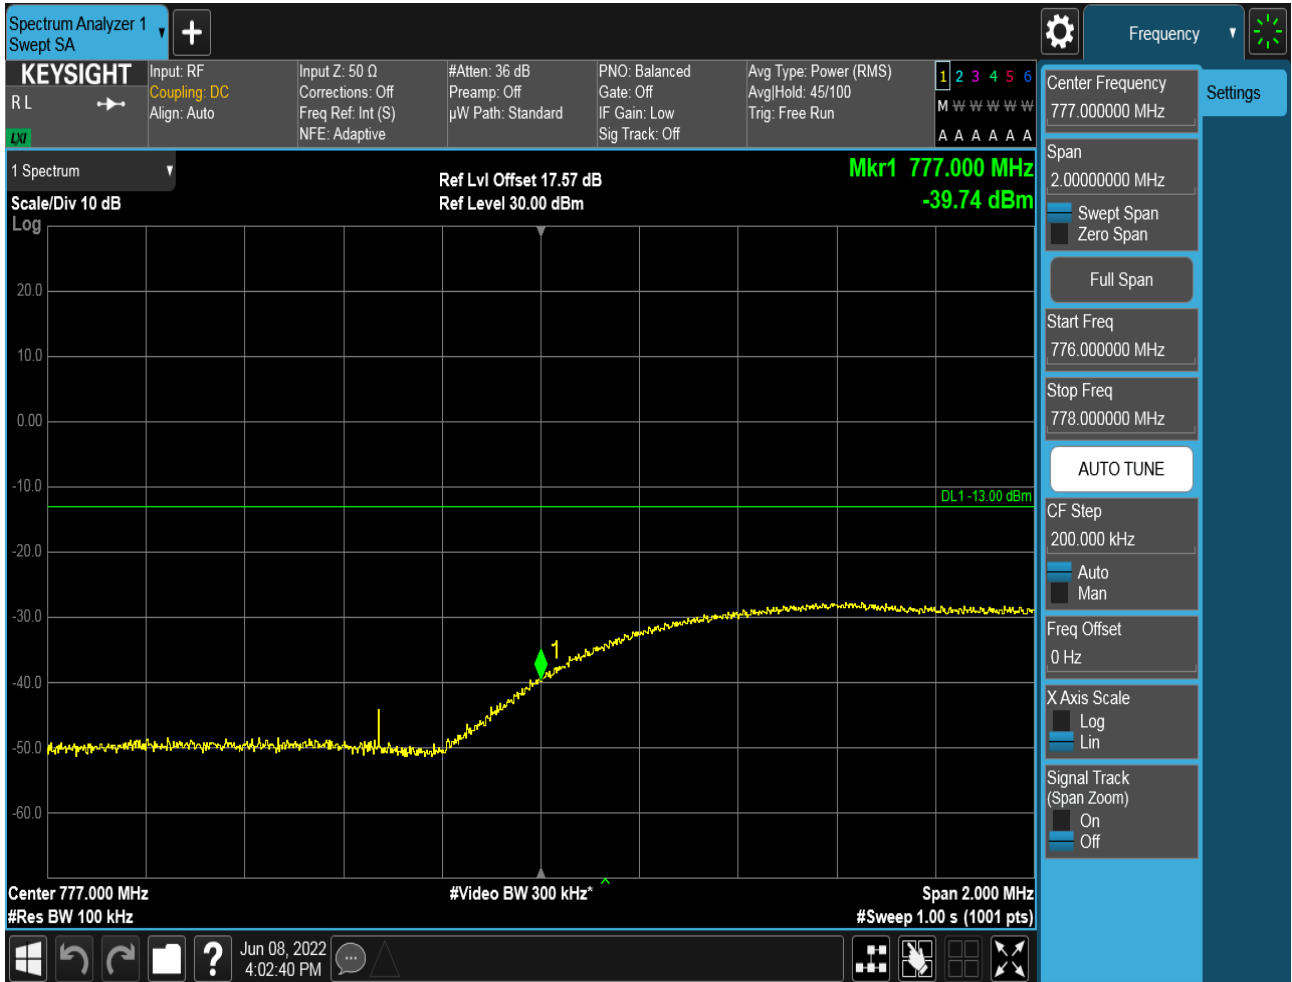 Spectrum Analyzer 1
Swept SA
Frequency
KEYSIGHT
R L
LXI
Input: RF
Coupling: DC
Align: Auto
Input Z: 50 Ω
Corrections: Off
Freq Ref: Int (S)
NFE: Adaptive
#Atten: 36 dB
Preamp: Off
µW Path: Standard
PNO: Balanced
Gate: Off
IF Gain: Low
Sig Track: Off
Avg Type: Power (RMS)
Avg|Hold: 45/100
Trig: Free Run
1 2 3 4 5 6
M W W W W W
A A A A A A
1 Spectrum
Scale/Div 10 dB
Log
Ref Lvl Offset 17.57 dB
Ref Level 30.00 dBm
Mkr1 777.000 MHz
-39.74 dBm
20.0
10.0
0.00
-10.0
-20.0
-30.0
-40.0
-50.0
-60.0
DL1 -13.00 dBm
1
Center 777.000 MHz
#Res BW 100 kHz
#Video BW 300 kHz*
Span 2.000 MHz
#Sweep 1.00 s (1001 pts)
?
Jun 08, 2022
4:02:40 PM
Center Frequency
777.000000 MHz
Span
2.00000000 MHz
Swept Span
Zero Span
Full Span
Start Freq
776.000000 MHz
Stop Freq
778.000000 MHz
AUTO TUNE
CF Step
200.000 kHz
Auto
Man
Freq Offset
0 Hz
X Axis Scale
Log
Lin
Signal Track
(Span Zoom)
On
Off
Settings